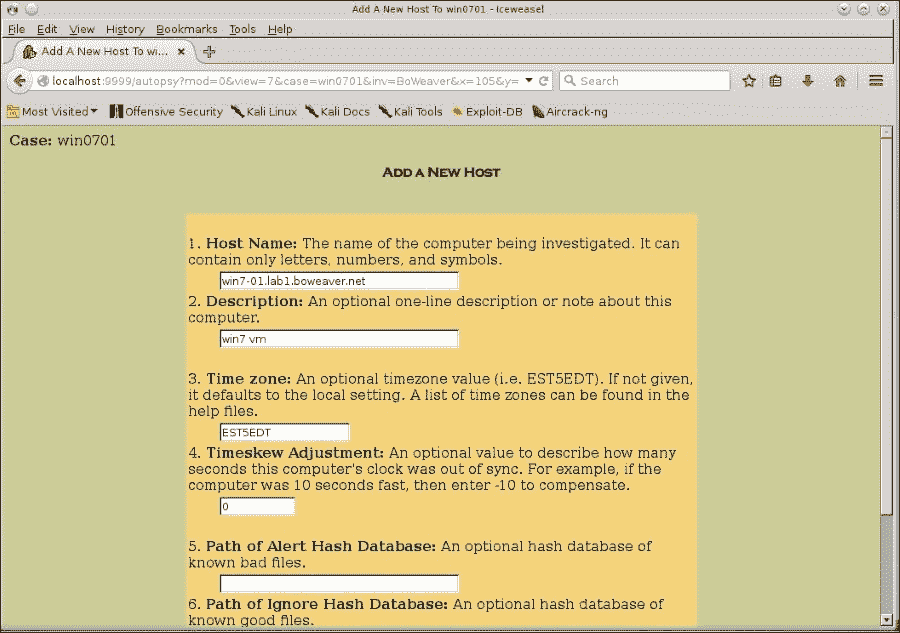 Add A New Host To win0701 - Iceweasel
File Edit View History Bookmarks Tools Help
Add A New Host To wi...
localhost:9999/autopsy?mod=0&view=7&case=win0701&inv=BoWeaver&x=105&y=
Search
Most Visited Offensive Security Kali Linux Kali Docs Kali Tools Exploit-DB Aircrack-ng
Case: win0701
ADD A NEW HOST
1. Host Name: The name of the computer being investigated. It can
contain only letters, numbers, and symbols.
win7-01.lab1.boweaver.net
2. Description: An optional one-line description or note about this
computer.
win7 vm
3. Time zone: An optional timezone value (i.e. EST5EDT). If not given,
it defaults to the local setting. A list of time zones can be found in the
help files.
EST5EDT
4. Timeskew Adjustment: An optional value to describe how many
seconds this computer's clock was out of sync. For example, if the
computer was 10 seconds fast, then enter -10 to compensate.
0
5. Path of Alert Hash Database: An optional hash database of
known bad files.
6. Path of Ignore Hash Database: An optional hash database of
known good files.